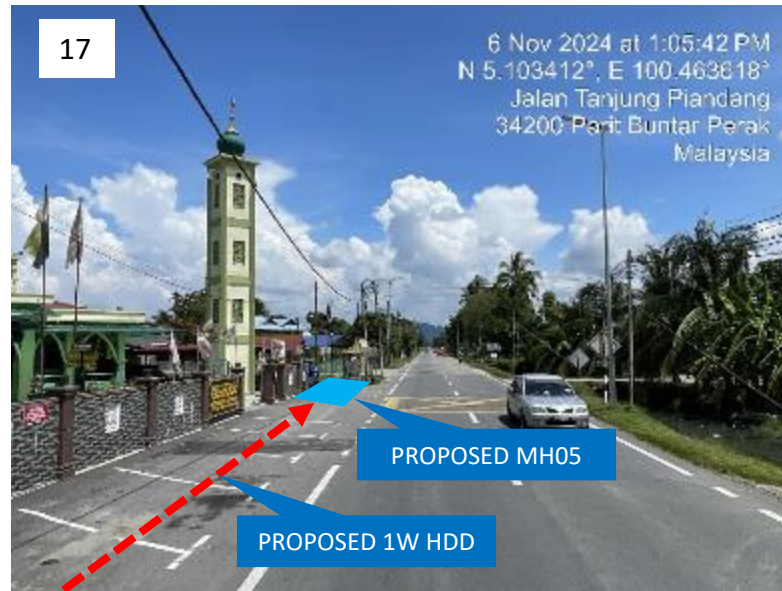 17
6 Nov 2024 at 1:05:42 PM
N 5.103412°, E 100.463618°
Jalan Tanjung Piandang
34200 Parit Buntar Perak
Malaysia
PROPOSED MH05
PROPOSED 1W HDD